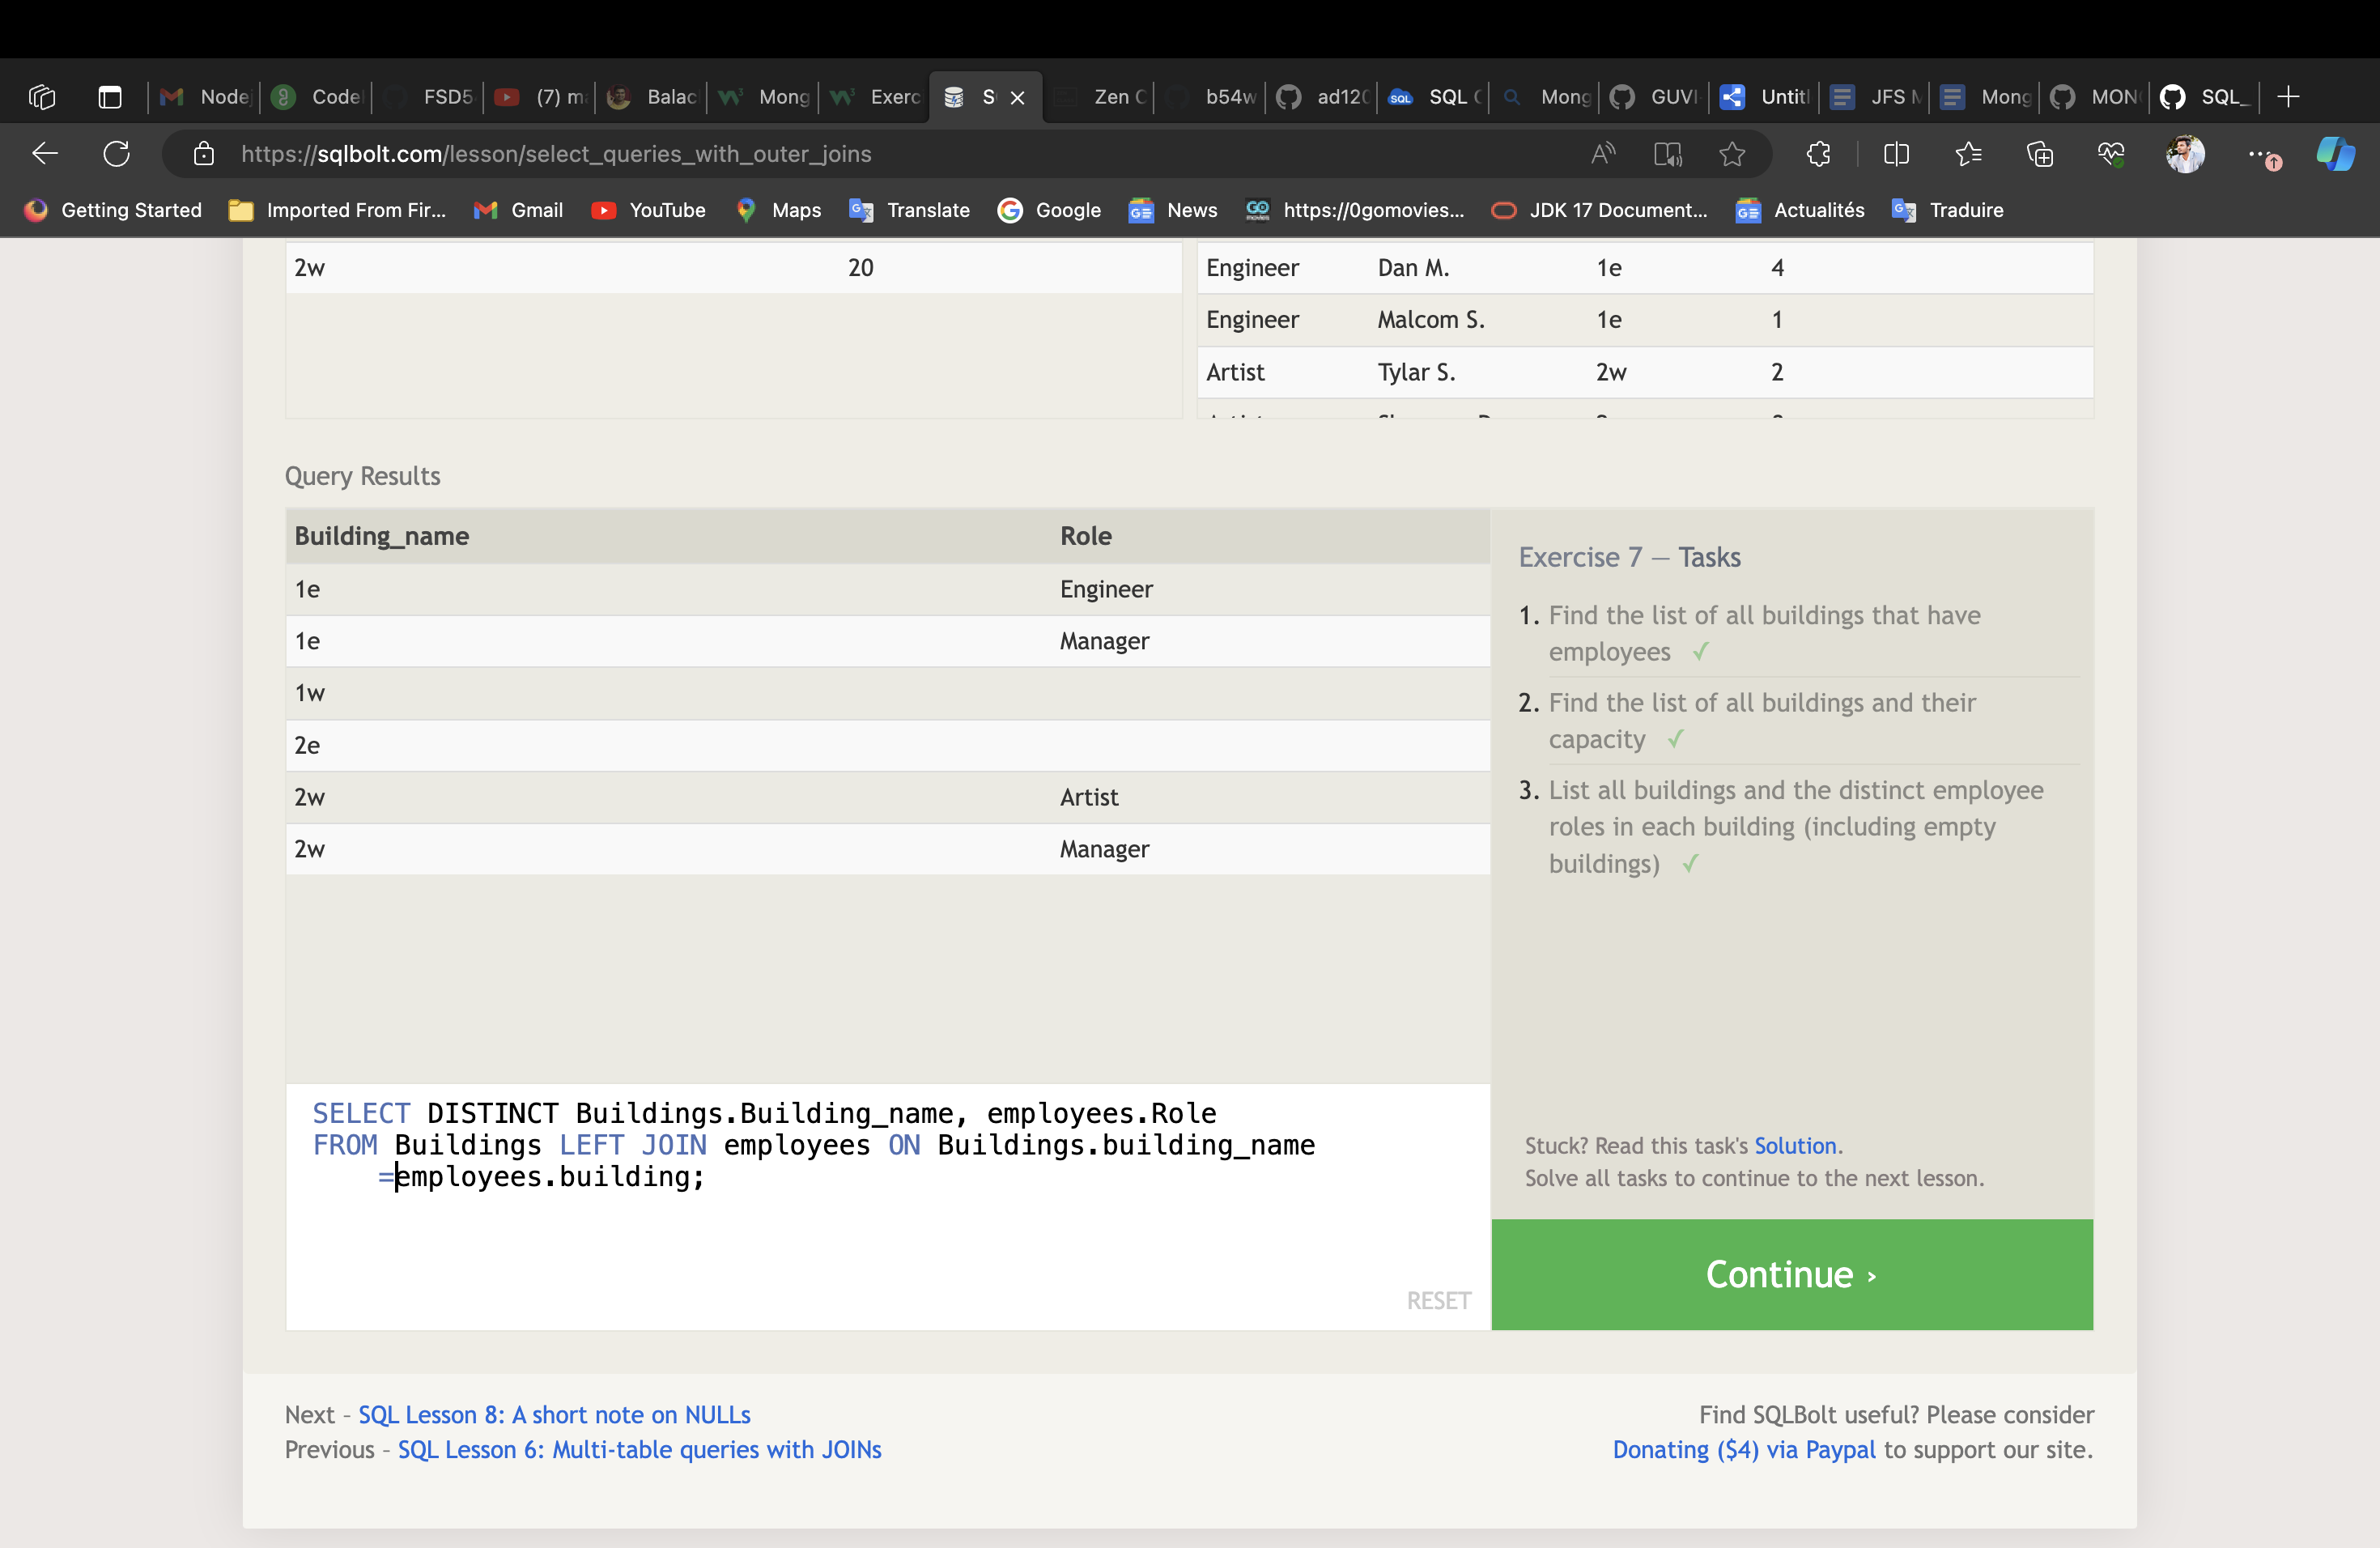 Node
Code
FSD5
(7) m
Balac
Mong
Exerc
S
Zen C
b54w
ad120
SQL
SQL
Mong
GUVI
Untitl
JFS
Mong
MON
SQL_
https://sqlbolt.com/lesson/select_queries_with_outer_joins
Getting Started
Imported From Fir...
Gmail
YouTube
Maps
Translate
Google
News
https://0gomovies...
JDK 17 Document...
Actualités
Traduire
2w 20
Engineer Dan M. 1e 4
Engineer Malcom S. 1e 1
Artist Tylar S. 2w 2
Query Results
Building_name Role
1e Engineer
1e Manager
1w
2e
2w Artist
2w Manager
Exercise 7 — Tasks
1. Find the list of all buildings that have
employees ✓
2. Find the list of all buildings and their
capacity ✓
3. List all buildings and the distinct employee
roles in each building (including empty
buildings) ✓
SELECT DISTINCT Buildings.Building_name, employees.Role
FROM Buildings LEFT JOIN employees ON Buildings.building_name
=employees.building;
RESET
Stuck? Read this task's Solution.
Solve all tasks to continue to the next lesson.
Continue ›
Next – SQL Lesson 8: A short note on NULLs
Previous – SQL Lesson 6: Multi-table queries with JOINs
Find SQLBolt useful? Please consider
Donating ($4) via Paypal to support our site.